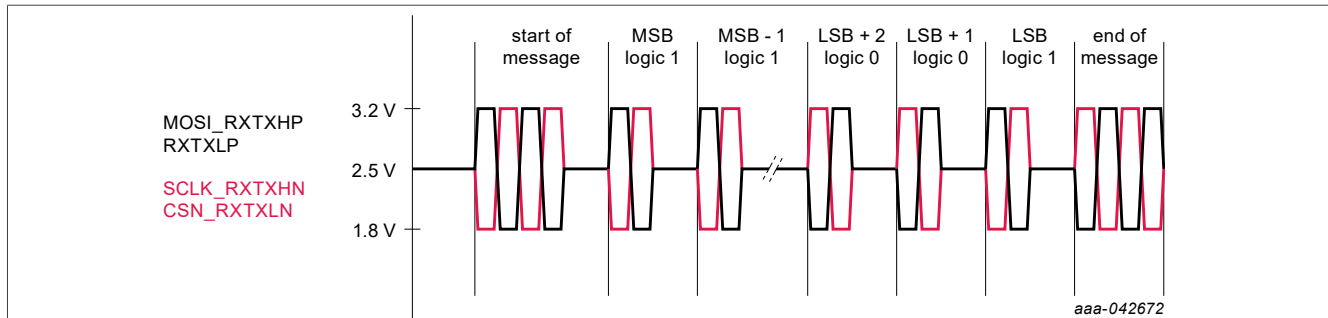 start of
message
MSB
logic 1
MSB - 1
logic 1
LSB + 2
logic 0
LSB + 1
logic 0
LSB
logic 1
end of
message
MOSI_RXTXHP
RXTXLP
SCLK_RXTXHN
CSN_RXTXLN
3.2 V
2.5 V
1.8 V
aaa-042672